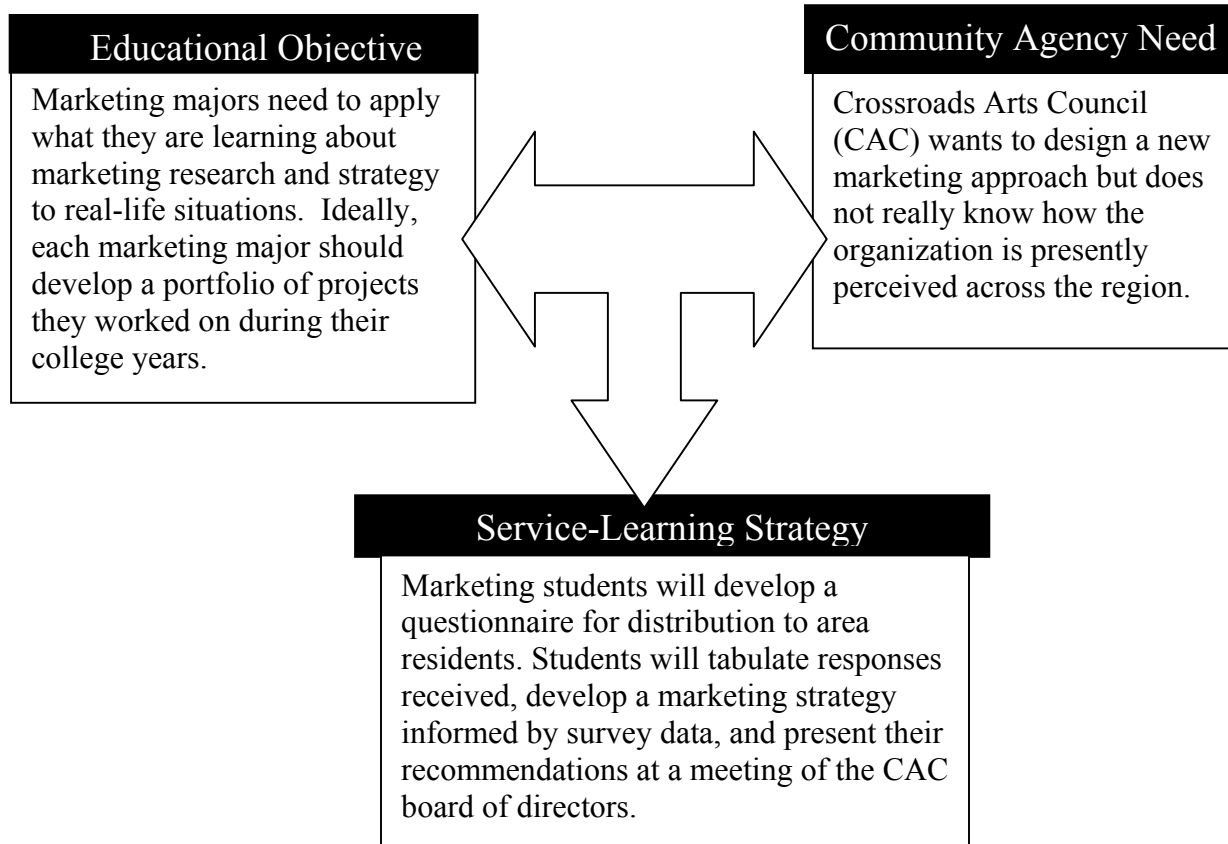 Educational Objective
Marketing majors need to apply
what they are learning about
marketing research and strategy
to real-life situations.  Ideally,
each marketing major should
develop a portfolio of projects
they worked on during their
college years.
Community Agency Need
Crossroads Arts Council
(CAC) wants to design a new
marketing approach but does
not really know how the
organization is presently
perceived across the region.
Service-Learning Strategy
Marketing students will develop a
questionnaire for distribution to area
residents. Students will tabulate responses
received, develop a marketing strategy
informed by survey data, and present their
recommendations at a meeting of the CAC
board of directors.